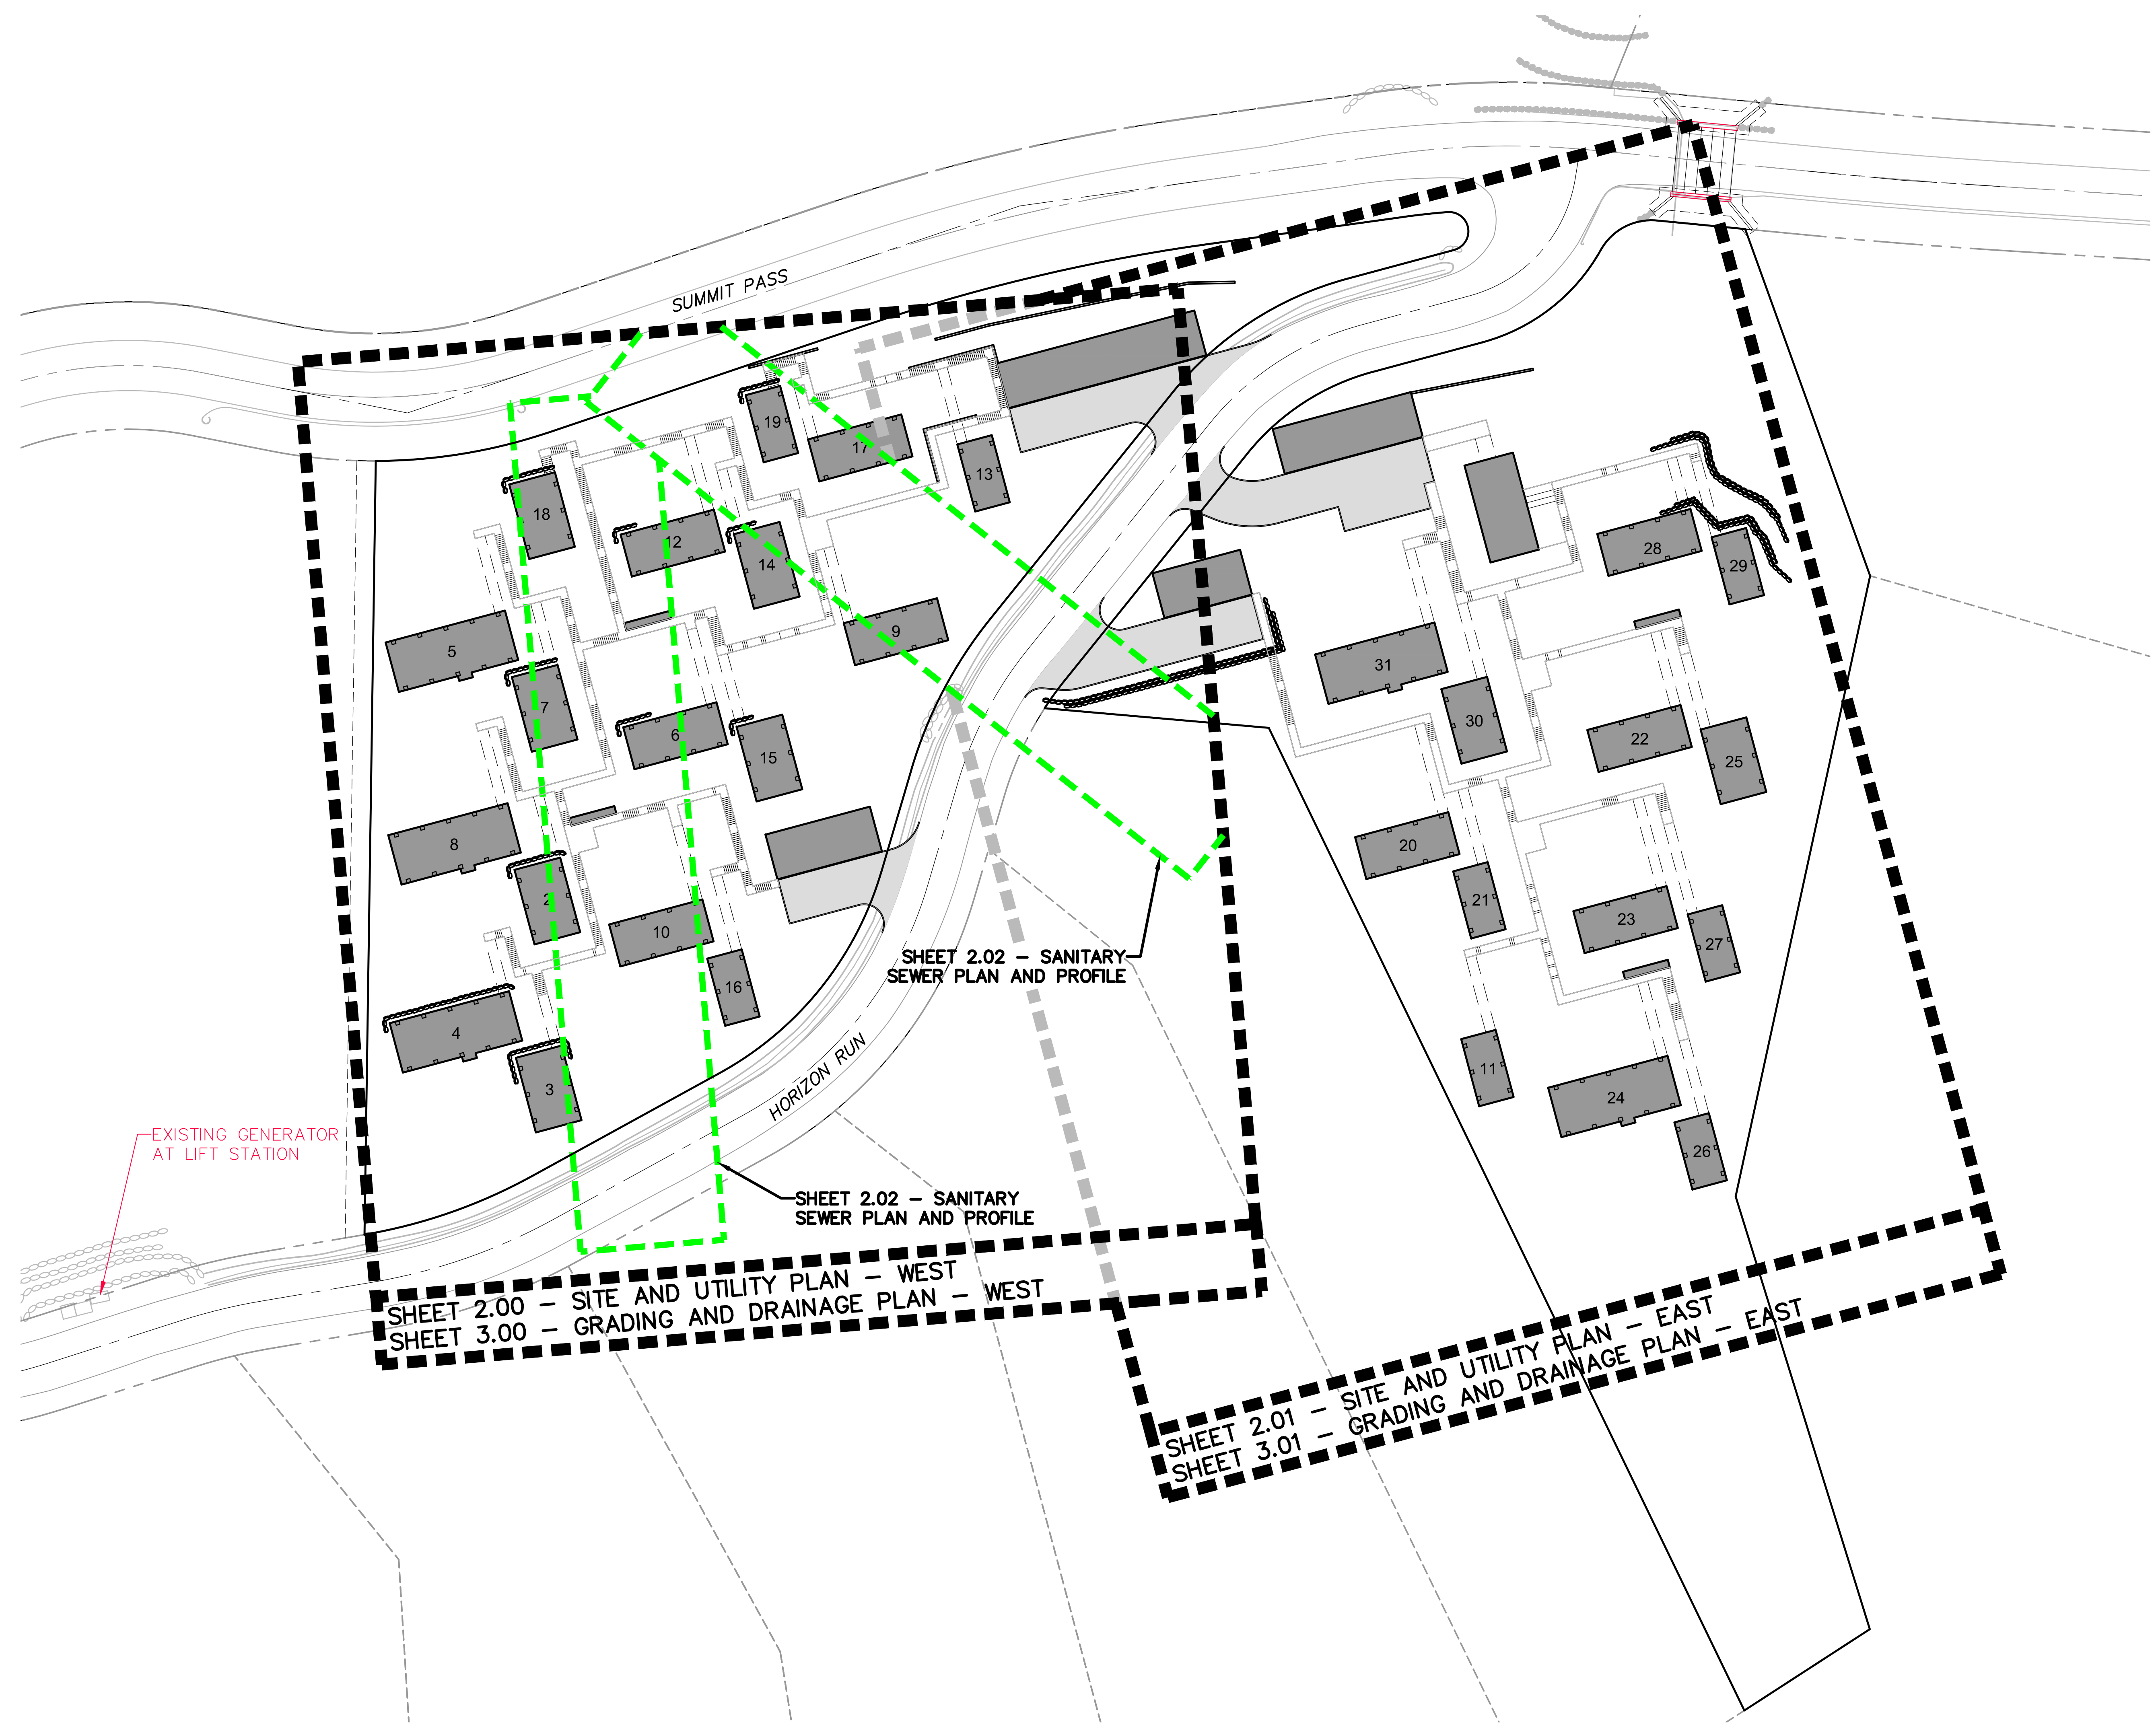 SUMMIT PASS
19
17
13
18
12
14
28
29
5
9
31
7
6
15
30
22
25
8
20
2
21
10
23
27
16
SHEET 2.02 - SANITARY
SEWER PLAN AND PROFILE
4
3
HORIZON RUN
11
24
26
EXISTING GENERATOR
AT LIFT STATION
SHEET 2.02 - SANITARY
SEWER PLAN AND PROFILE
SHEET 2.00 - SITE AND UTILITY PLAN - WEST
SHEET 3.00 - GRADING AND DRAINAGE PLAN - WEST
SHEET 2.01 - SITE AND UTILITY PLAN - EAST
SHEET 3.01 - GRADING AND DRAINAGE PLAN - EAST